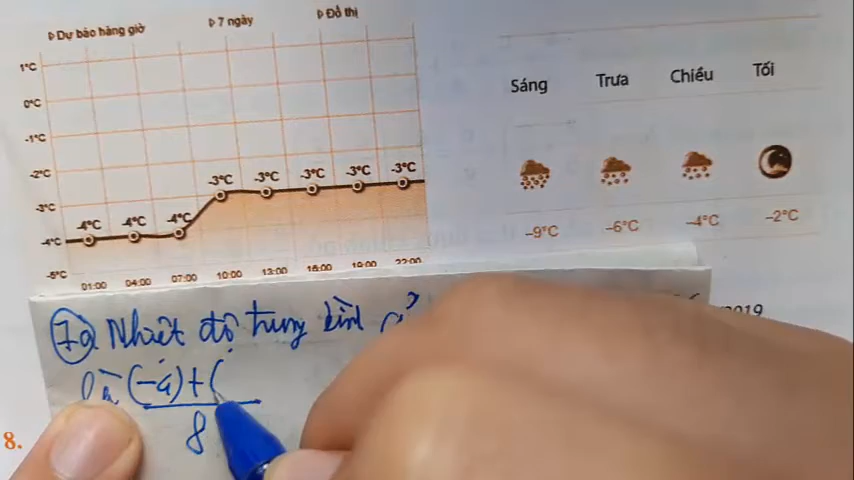 ▷ Dự báo hàng giờ ▷ 7 ngày ▷ Đồ thị
1°C
0°C
-1°C
-2°C
-3°C
-4°C
-5°C
-4°C -4°C -4°C -3°C -3°C -3°C -3°C -3°C
01:00 04:00 07:00 10:00 13:00 16:00 19:00 22:00
Sáng Trưa Chiều Tối
-9°C -6°C -4°C -2°C
2019
7a Nhiệt độ trung bình
là (-4)+(
8
8.